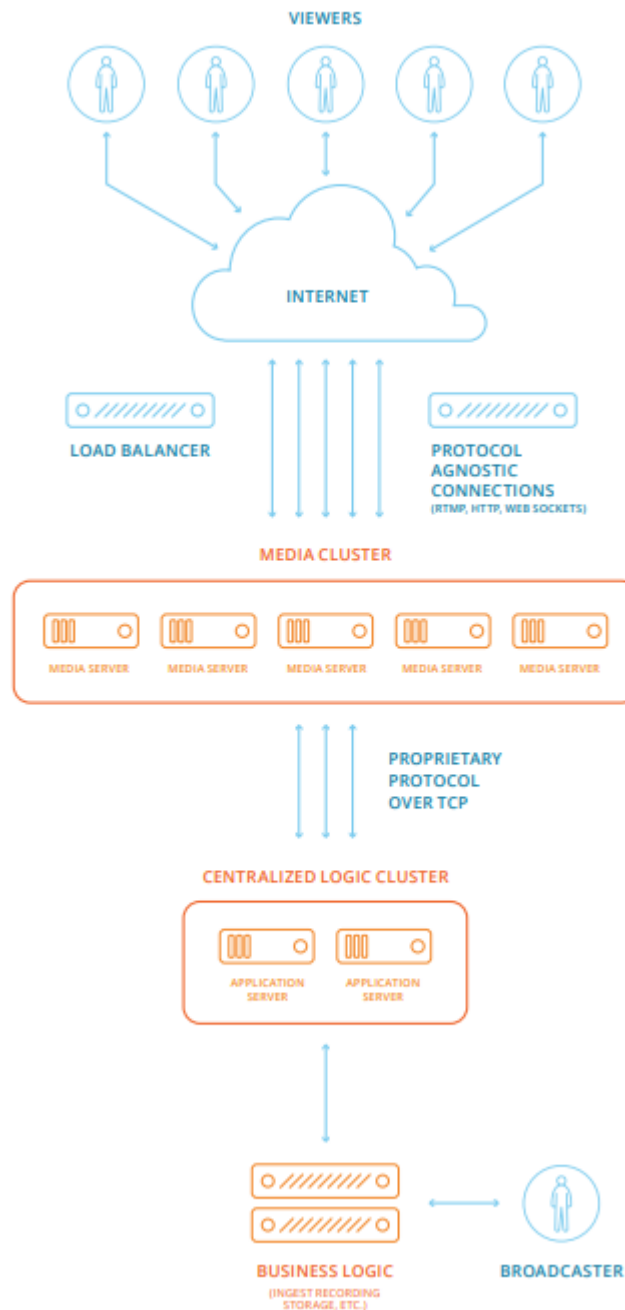 VIEWERS
INTERNET
LOAD BALANCER
PROTOCOL
AGNOSTIC
CONNECTIONS
(RTMP, HTTP, WEB SOCKETS)
MEDIA CLUSTER
MEDIA SERVER
MEDIA SERVER
MEDIA SERVER
MEDIA SERVER
MEDIA SERVER
PROPRIETARY
PROTOCOL
OVER TCP
CENTRALIZED LOGIC CLUSTER
APPLICATION
SERVER
APPLICATION
SERVER
BUSINESS LOGIC
(INGEST RECORDING
STORAGE, ETC.)
BROADCASTER